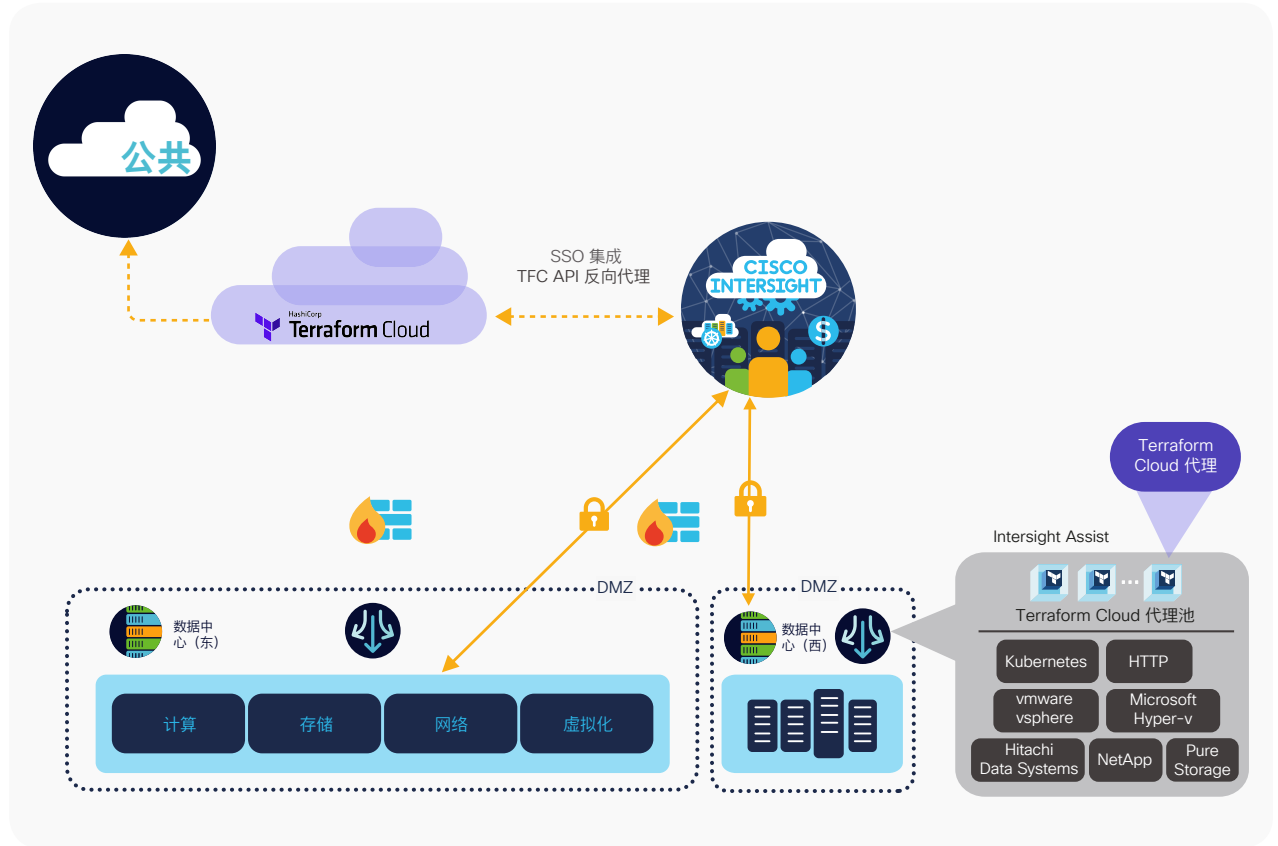 公共
HashiCorp
Terraform Cloud
SSO 集成
TFC API 反向代理
CISCO
INTERSIGHT
$
Terraform
Cloud 代理
Intersight Assist
Terraform Cloud 代理池
Kubernetes
HTTP
vmware
vsphere
Microsoft
Hyper-v
Hitachi
Data Systems
NetApp
Pure
Storage
DMZ
数据中
心（东）
计算
存储
网络
虚拟化
DMZ
数据中
心（西）